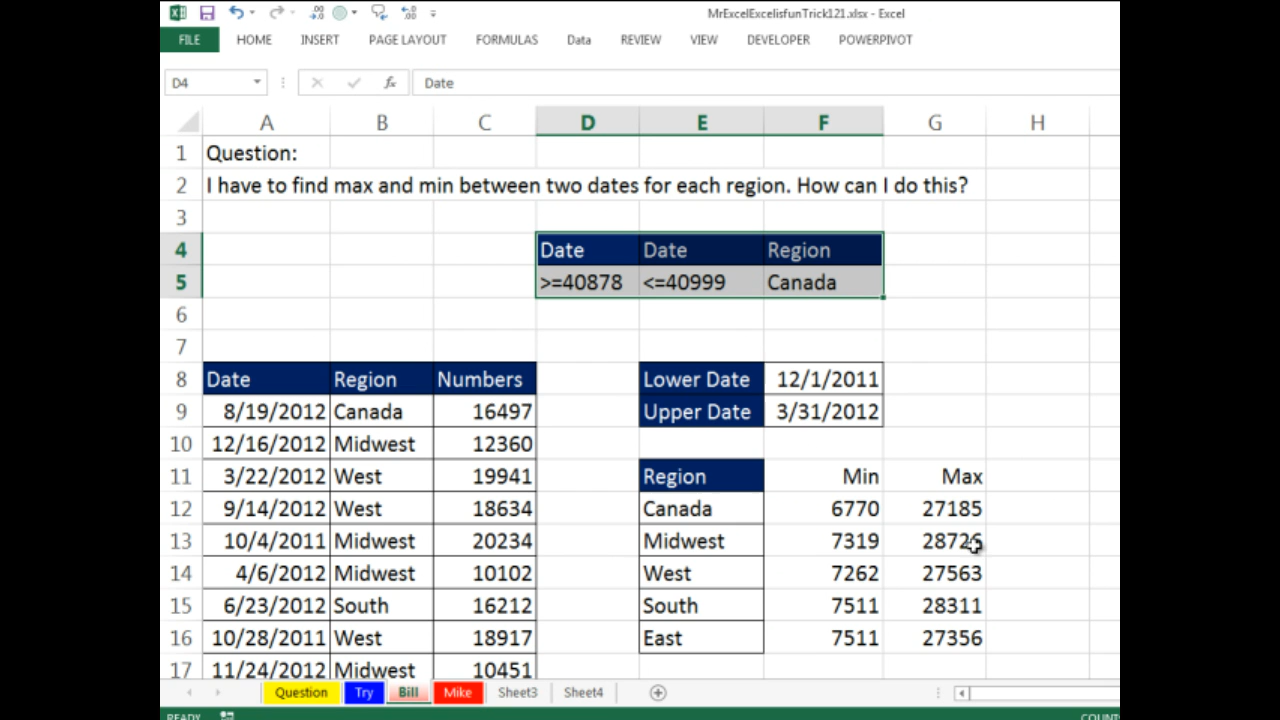 MrExcelExcelisfunTrick121.xlsx - Excel
FILE HOME INSERT PAGE LAYOUT FORMULAS Data REVIEW VIEW DEVELOPER POWERPIVOT
D4 fx Date
A B C D E F G H
1 Question:
2 I have to find max and min between two dates for each region. How can I do this?
3
4 Date Date Region
5 >=40878 <=40999 Canada
6
7
8 Date Region Numbers Lower Date 12/1/2011
9 8/19/2012 Canada 16497 Upper Date 3/31/2012
10 12/16/2012 Midwest 12360
11 3/22/2012 West 19941 Region Min Max
12 9/14/2012 West 18634 Canada 6770 27185
13 10/4/2011 Midwest 20234 Midwest 7319 28726
14 4/6/2012 Midwest 10102 West 7262 27563
15 6/23/2012 South 16212 South 7511 28311
16 10/28/2011 West 18917 East 7511 27356
17 11/24/2012 Midwest 10451
Question Try Bill Mike Sheet3 Sheet4
READY COUNT